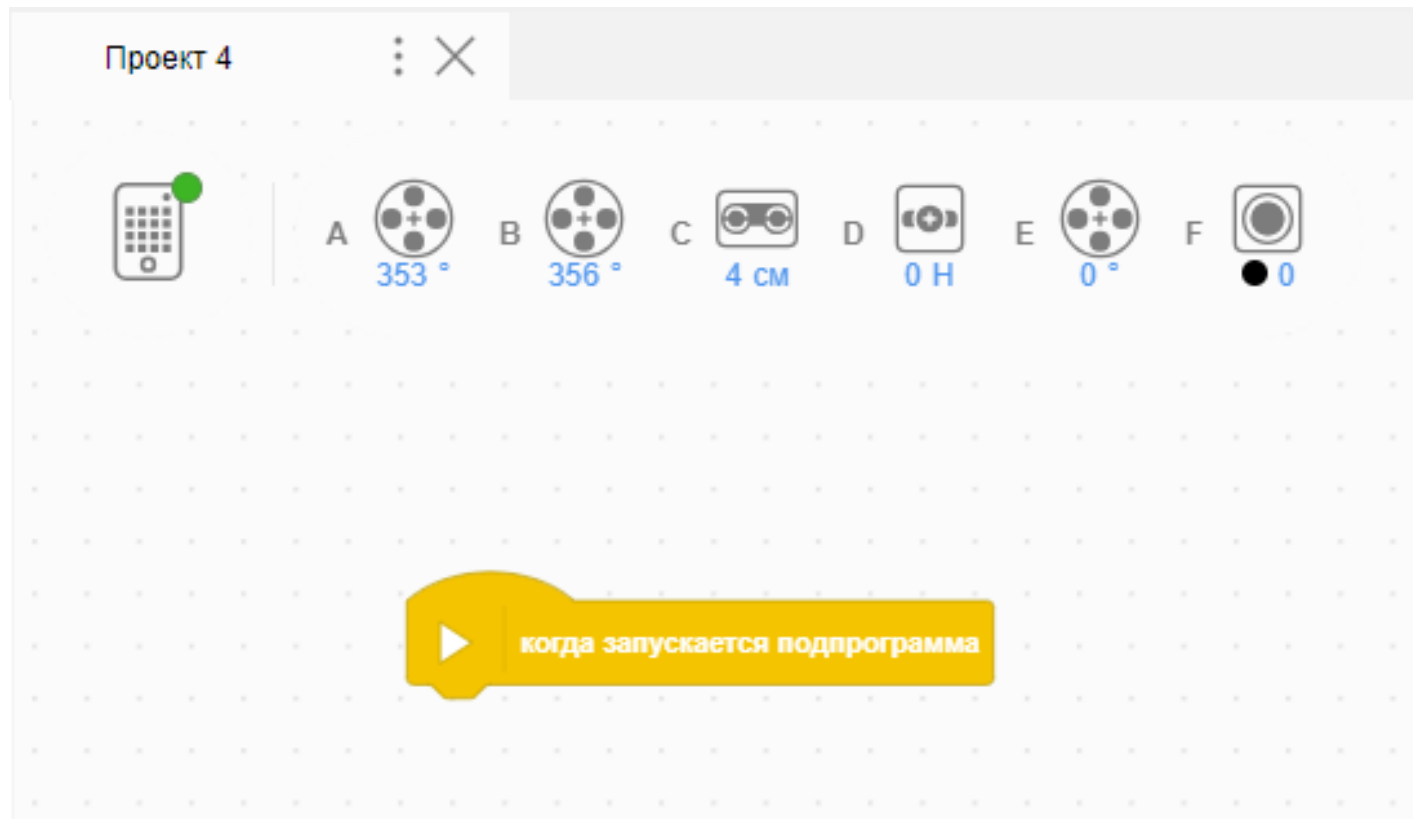 Проект 4
A B C D E F
353 ° 356 ° 4 см 0 Н 0 ° 0
когда запускается подпрограмма